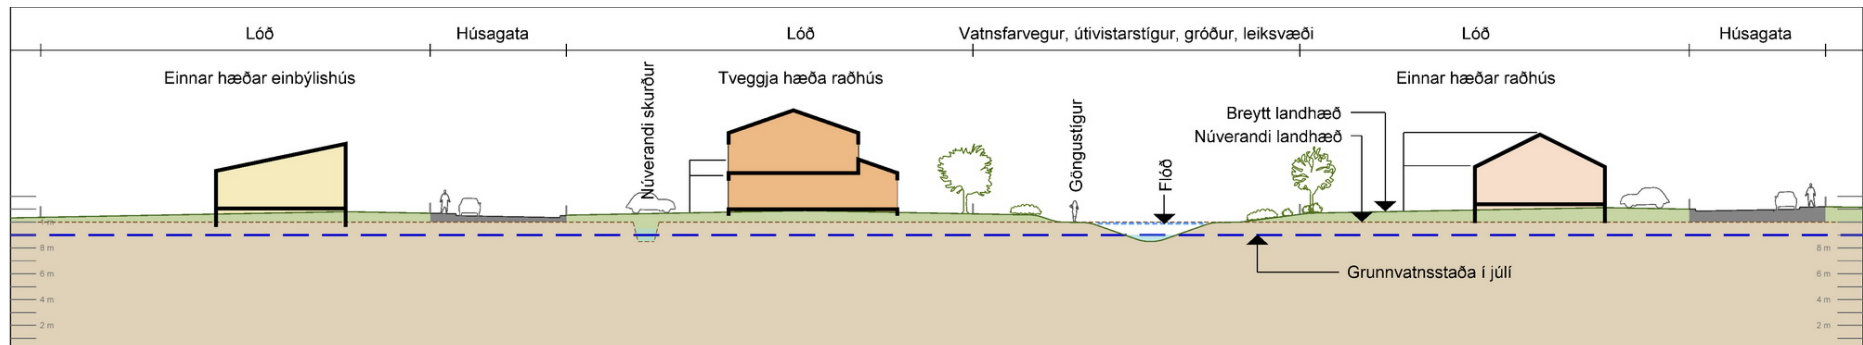 Lóð
Húsagata
Lóð
Vatnsfarvegur, útivistarstígur, gróður, leiksvæði
Lóð
Húsagata
Einnar hæðar einbýlishús
Núverandi skurður
Tveggja hæða raðhús
Göngustígur
Flóð
Einnar hæðar raðhús
Breytt landhæð
Núverandi landhæð
Grunnvatnsstaða í júlí
8 m
6 m
4 m
2 m
8 m
6 m
4 m
2 m